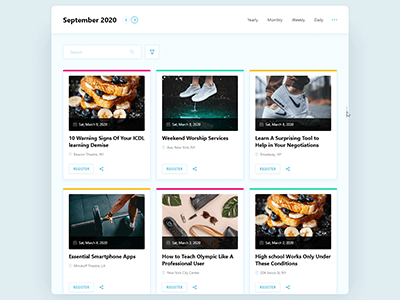 September 2020
Yearly Monthly Weekly Daily
Search
Sat, March 8, 2020
Sat, March 8, 2020
Sat, March 8, 2020
10 Warning Signs Of Your ICDL
learning Demise
Weekend Worship Services
Learn A Surprising Tool to
Help in Your Negotiations
Beacon Theatre, NY
Ave, New York, NY
Broadway, NY
REGISTER
REGISTER
REGISTER
Sat, March 8, 2020
Sat, March 8, 2020
Sat, March 8, 2020
Essential Smartphone Apps
How to Teach Olympic Like A
Professional User
High school Works Only Under
These Conditions
Microsoft Theatre, LA
New York City Center
REGISTER
REGISTER
REGISTER